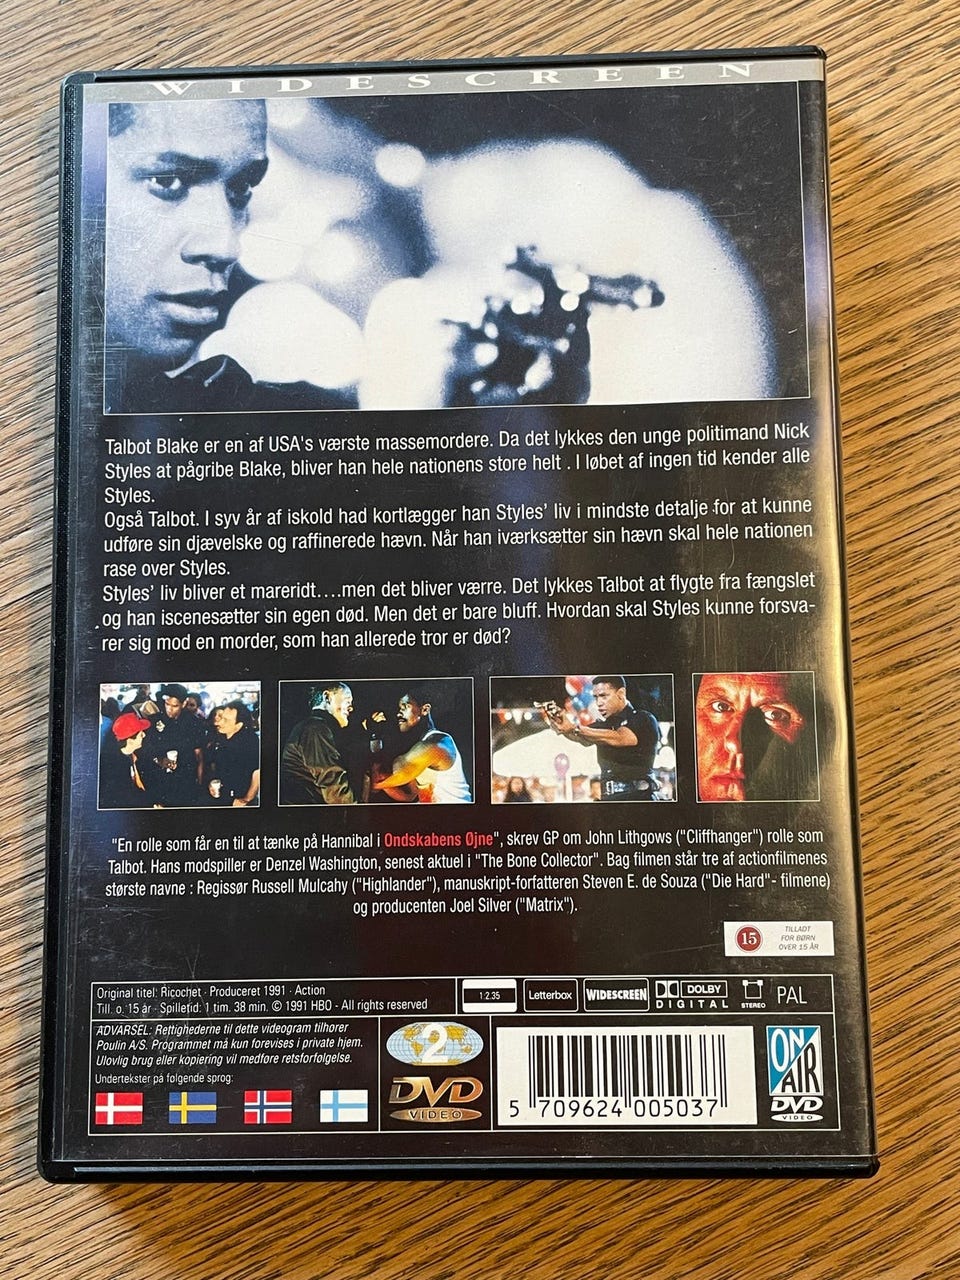 WIDESCREEN
Talbot Blake er en af USA's værste massemordere. Da det lykkes den unge politimand Nick
Styles at pågribe Blake, bliver han hele nationens store helt . I løbet af ingen tid kender alle
Styles.
Også Talbot. I syv år af iskold had kortlægger han Styles' liv i mindste detalje for at kunne
udføre sin djævelske og raffinerede hævn. Når han iværksætter sin hævn skal hele nationen
rase over Styles.
Styles' liv bliver et mareridt....men det bliver værre. Det lykkes Talbot at flygte fra fængslet
og han iscenesætter sin egen død. Men det er bare bluff. Hvordan skal Styles kunne forsva-
rer sig mod en morder, som han allerede tror er død?
"En rolle som får en til at tænke på Hannibal i Ondskabens Øjne", skrev GP om John Lithgows ("Cliffhanger") rolle som
Talbot. Hans modspiller er Denzel Washington, senest aktuel i "The Bone Collector". Bag filmen står tre af actionfilmenes
største navne : Regissør Russell Mulcahy ("Highlander"), manuskript-forfatteren Steven E. de Souza ("Die Hard"- filmene)
og producenten Joel Silver ("Matrix").
15
TILLADT
FOR BØRN
OVER 15 ÅR
Original titel: Ricochet · Produceret 1991 · Action
Till. o. 15 år · Spilletid: 1 tim. 38 min. © 1991 HBO - All rights reserved
1:2.35
Letterbox
WIDESCREEN
DOLBY
DIGITAL
STEREO
PAL
ADVARSEL: Rettighederne til dette videogram tilhører
Poulin A/S. Programmet må kun forevises i private hjem.
Ulovlig brug eller kopiering vil medføre retsforfølgelse.
Undertekster på følgende sprog:
2
DVD
VIDEO
5 709624 005037
ON
AIR
DVD
VIDEO